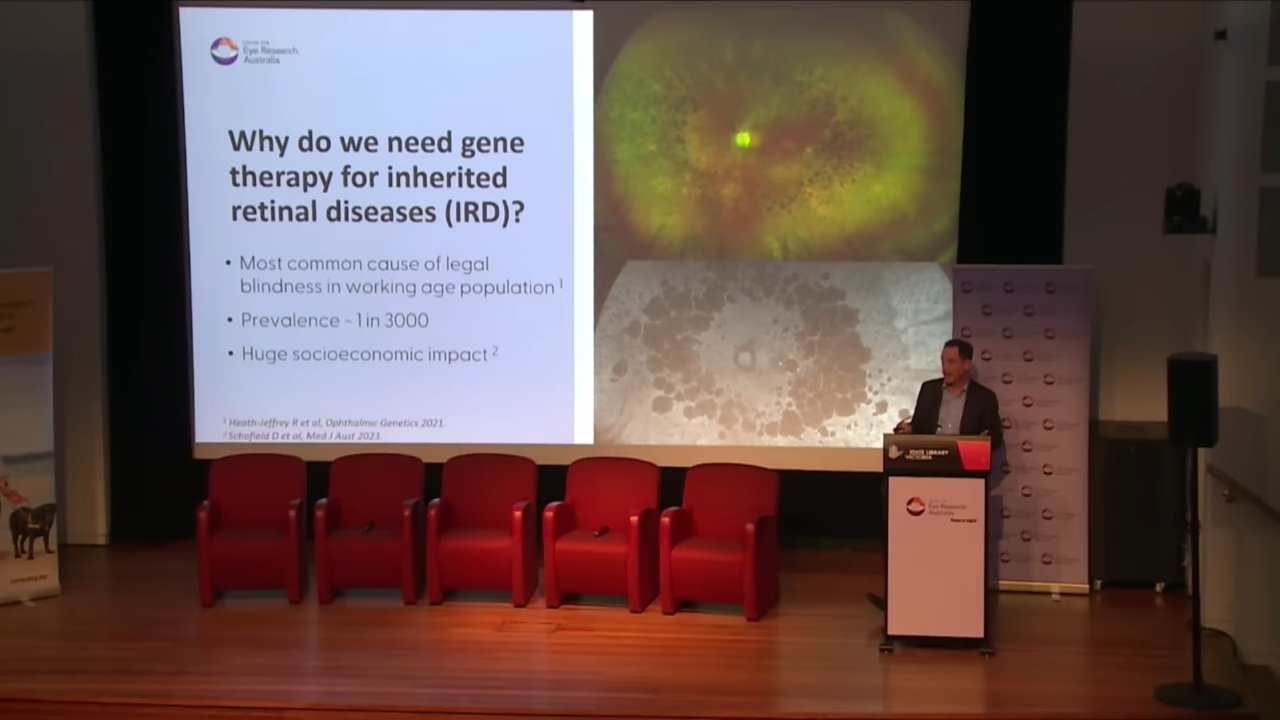 Eye Research
Australia
Why do we need gene
therapy for inherited
retinal diseases (IRD)?
• Most common cause of legal
blindness in working age population 1
• Prevalence ~ 1 in 3000
• Huge socioeconomic impact 2
1 Heath-Jeffrey R et al, Ophthalmic Genetics 2021.
2 Schofield D et al, Med J Aust 2023.
STATE LIBRARY
VICTORIA
Eye Research
Australia